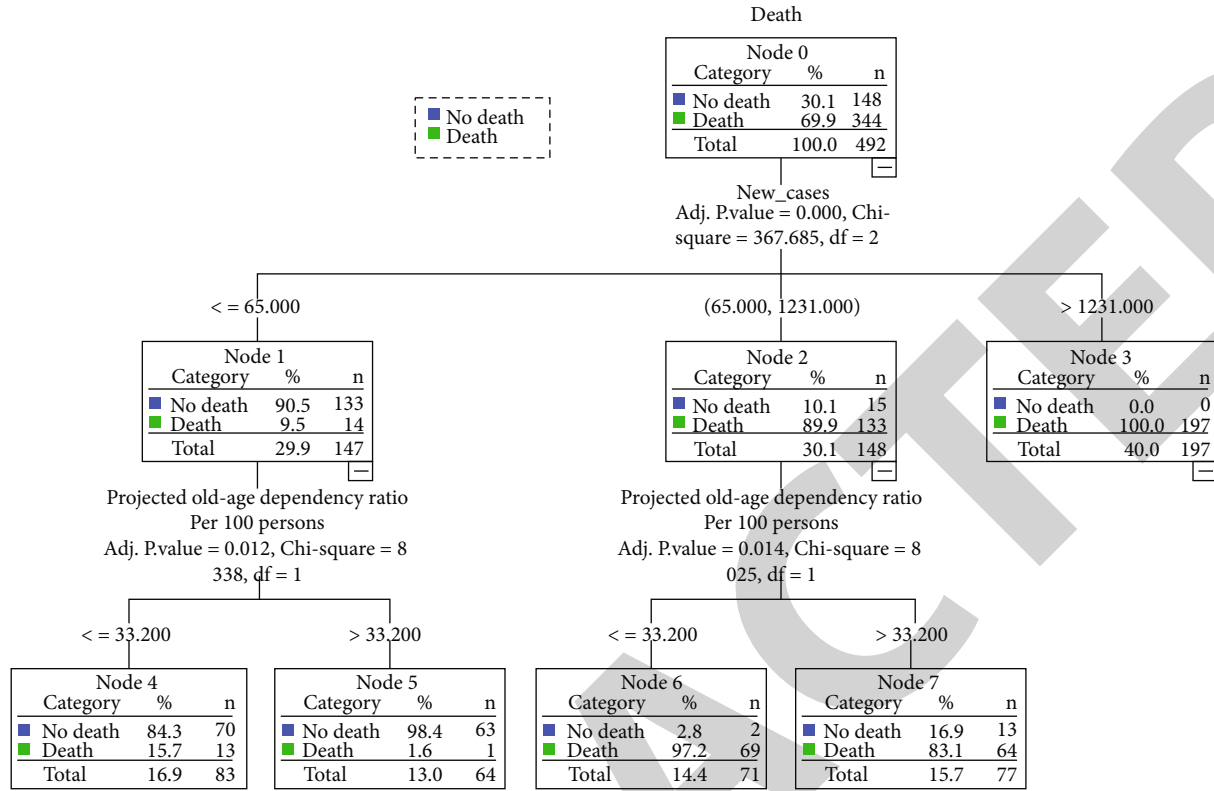 Death
No death
Death
Node 0
Category % n
No death 30.1 148
Death 69.9 344
Total 100.0 492
New_cases
Adj. P.value = 0.000, Chi-
square = 367.685, df = 2
< = 65.000
(65.000, 1231.000)
> 1231.000
Node 1
Category % n
No death 90.5 133
Death 9.5 14
Total 29.9 147
Node 2
Category % n
No death 10.1 15
Death 89.9 133
Total 30.1 148
Node 3
Category % n
No death 0.0 0
Death 100.0 197
Total 40.0 197
Projected old-age dependency ratio
Per 100 persons
Adj. P.value = 0.012, Chi-square = 8
338, df = 1
Projected old-age dependency ratio
Per 100 persons
Adj. P.value = 0.014, Chi-square = 8
025, df = 1
< = 33.200
> 33.200
< = 33.200
> 33.200
Node 4
Category % n
No death 84.3 70
Death 15.7 13
Total 16.9 83
Node 5
Category % n
No death 98.4 63
Death 1.6 1
Total 13.0 64
Node 6
Category % n
No death 2.8 2
Death 97.2 69
Total 14.4 71
Node 7
Category % n
No death 16.9 13
Death 83.1 64
Total 15.7 77
ACTE